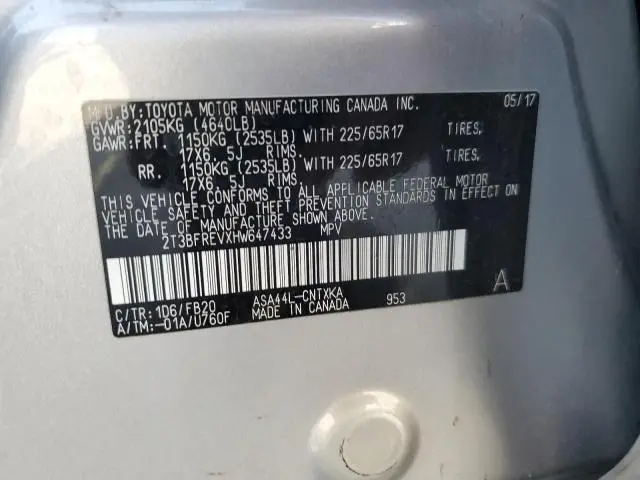 MFD.BY:TOYOTA MOTOR MANUFACTURING CANADA INC. 05/17
GVWR:2105KG (4640LB)
GAWR:FRT. 1150KG (2535LB) WITH 225/65R17 TIRES.
17X6. 5J RIMS
RR. 1150KG (2535LB) WITH 225/65R17 TIRES.
17X6. 5J RIMS
THIS VEHICLE CONFORMS TO ALL APPLICABLE FEDERAL MOTOR
VEHICLE SAFETY AND THEFT PREVENTION STANDARDS IN EFFECT ON
DATE OF MANUFACTURE SHOWN ABOVE.
2T3BFREVXHW647433 MPV
C/TR:1D6/FB20 ASA44L-CNTXKA 953 A
A/TM:-01A/U760F MADE IN CANADA